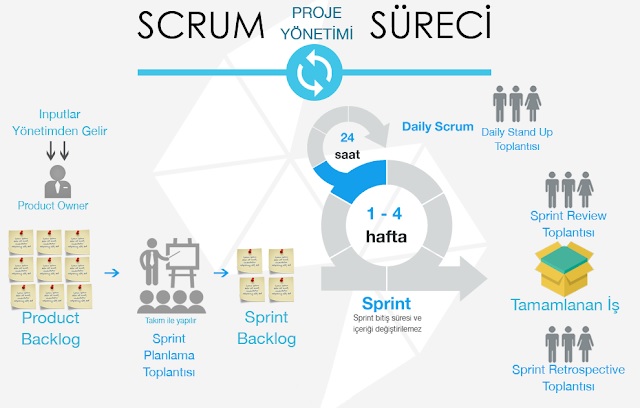 SCRUM PROJE YÖNETİMİ SÜRECİ
İnputlar
Yönetimden Gelir
Product Owner
Product
Backlog
Takım ile yapılır
Sprint
Planlama
Toplantısı
Sprint
Backlog
24
saat
1 - 4
hafta
Sprint
Sprint bitiş süresi ve
içeriği değiştirilemez
Daily Scrum
Daily Stand Up
Toplantısı
Sprint Review
Toplantısı
Tamamlanan İş
Sprint Retrospective
Toplantısı